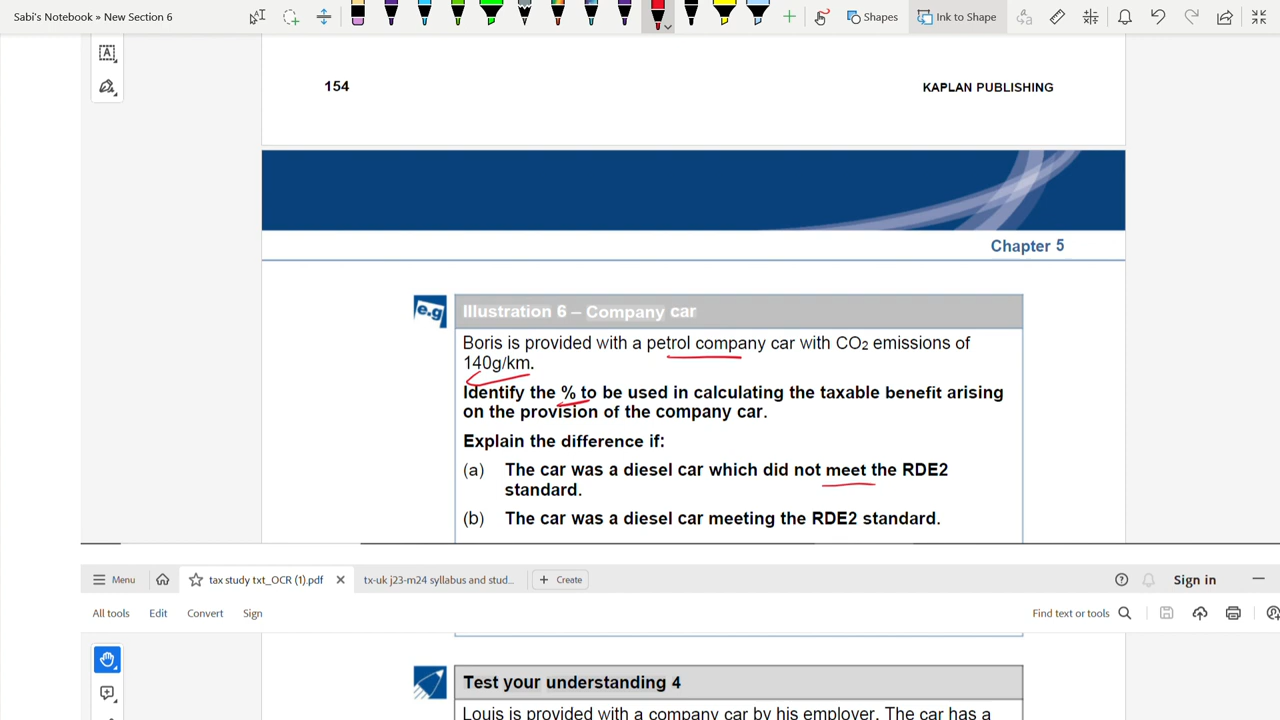 Sabi's Notebook » New Section 6
Shapes
Ink to Shape
154
KAPLAN PUBLISHING
Chapter 5
e.g
Illustration 6 – Company car
Boris is provided with a petrol company car with CO2 emissions of
140g/km.
Identify the % to be used in calculating the taxable benefit arising
on the provision of the company car.
Explain the difference if:
(a) The car was a diesel car which did not meet the RDE2
standard.
(b) The car was a diesel car meeting the RDE2 standard.
Menu
tax study txt_OCR (1).pdf
tx-uk j23-m24 syllabus and stud...
Create
Sign in
All tools Edit Convert Sign
Find text or tools
Test your understanding 4
Louis is provided with a company car by his employer. The car has a